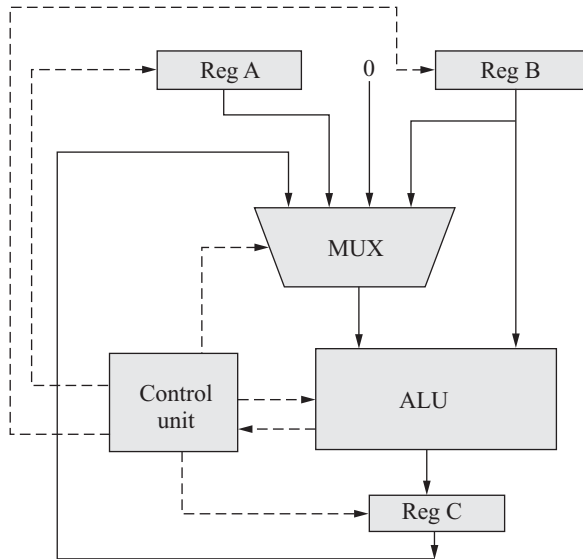 Reg A
0
Reg B
MUX
Control
unit
ALU
Reg C